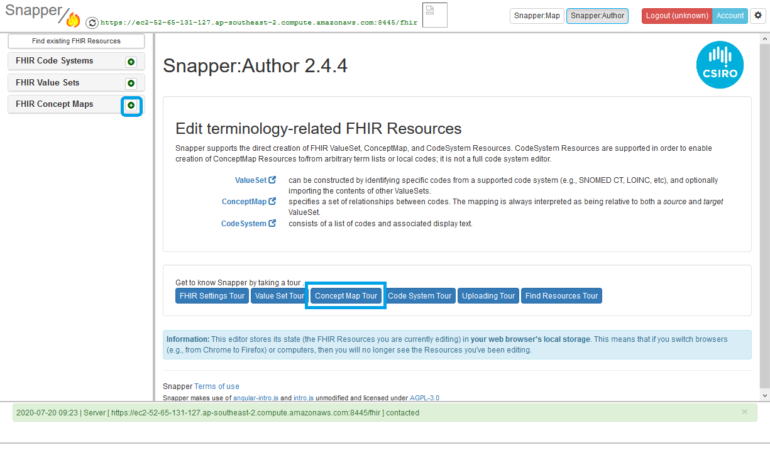 Snapper
https://ec2-52-65-131-127.ap-southeast-2.compute.amazonaws.com:8445/fhir
Snapper:Map
Snapper:Author
Logout (unknown)
Account
Find existing FHIR Resources
FHIR Code Systems
FHIR Value Sets
FHIR Concept Maps
Snapper:Author 2.4.4
CSIRO
Edit terminology-related FHIR Resources
Snapper supports the direct creation of FHIR ValueSet, ConceptMap, and CodeSystem Resources. CodeSystem Resources are supported in order to enable
creation of ConceptMap Resources to/from arbitrary term lists or local codes; it is not a full code system editor.
ValueSet can be constructed by identifying specific codes from a supported code system (e.g., SNOMED CT, LOINC, etc), and optionally
importing the contents of other ValueSets.
ConceptMap specifies a set of relationships between codes. The mapping is always interpreted as being relative to both a source and target
ValueSet.
CodeSystem consists of a list of codes and associated display text.
Get to know Snapper by taking a tour...
FHIR Settings Tour
Value Set Tour
Concept Map Tour
Code System Tour
Uploading Tour
Find Resources Tour
Information: This editor stores its state (the FHIR Resources you are currently editing) in your web browser's local storage. This means that if you switch browsers
(e.g., from Chrome to Firefox) or computers, then you will no longer see the Resources you've been editing.
Snapper Terms of use
Snapper makes use of angular-intro.js and intro.js unmodified and licensed under AGPL-3.0
2020-07-20 09:23 | Server [ https://ec2-52-65-131-127.ap-southeast-2.compute.amazonaws.com:8445/fhir ] contacted